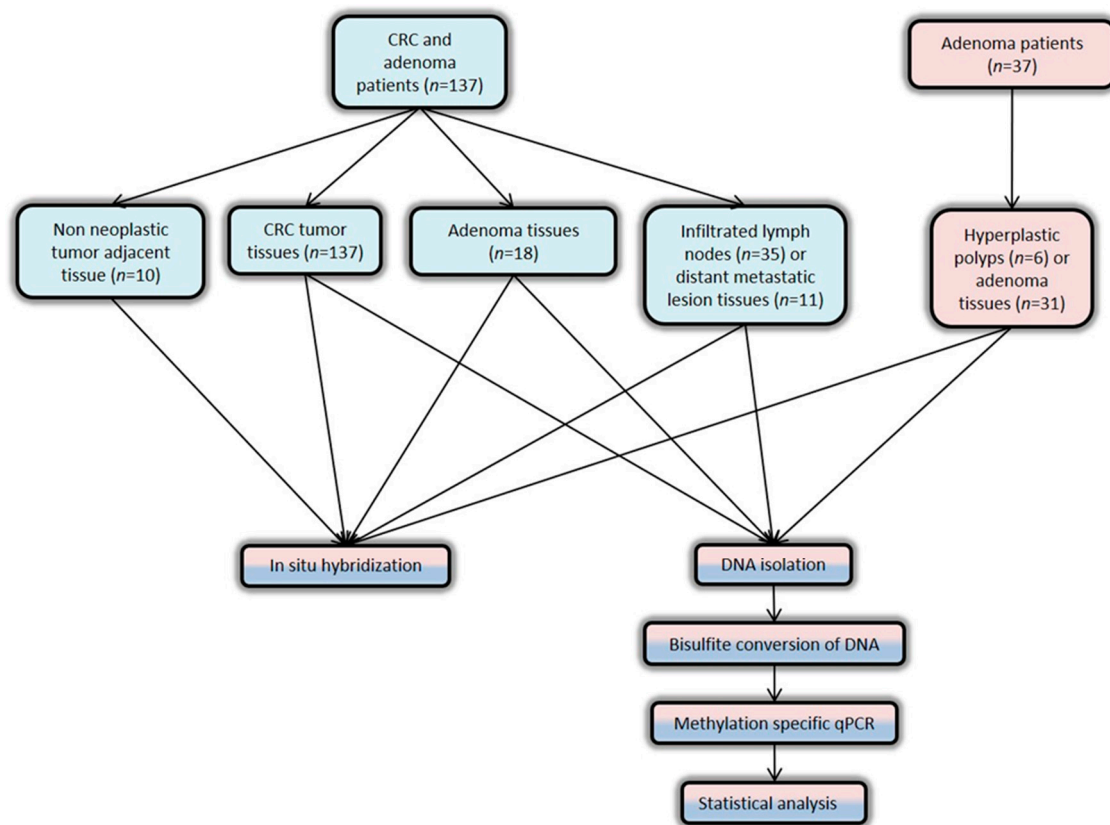 CRC and
adenoma
patients (n=137)
Adenoma patients
(n=37)
Non neoplastic
tumor adjacent
tissue (n=10)
CRC tumor
tissues (n=137)
Adenoma tissues
(n=18)
Infiltrated lymph
nodes (n=35) or
distant metastatic
lesion tissues (n=11)
Hyperplastic
polyps (n=6) or
adenoma
tissues (n=31)
In situ hybridization
DNA isolation
Bisulfite conversion of DNA
Methylation specific qPCR
Statistical analysis